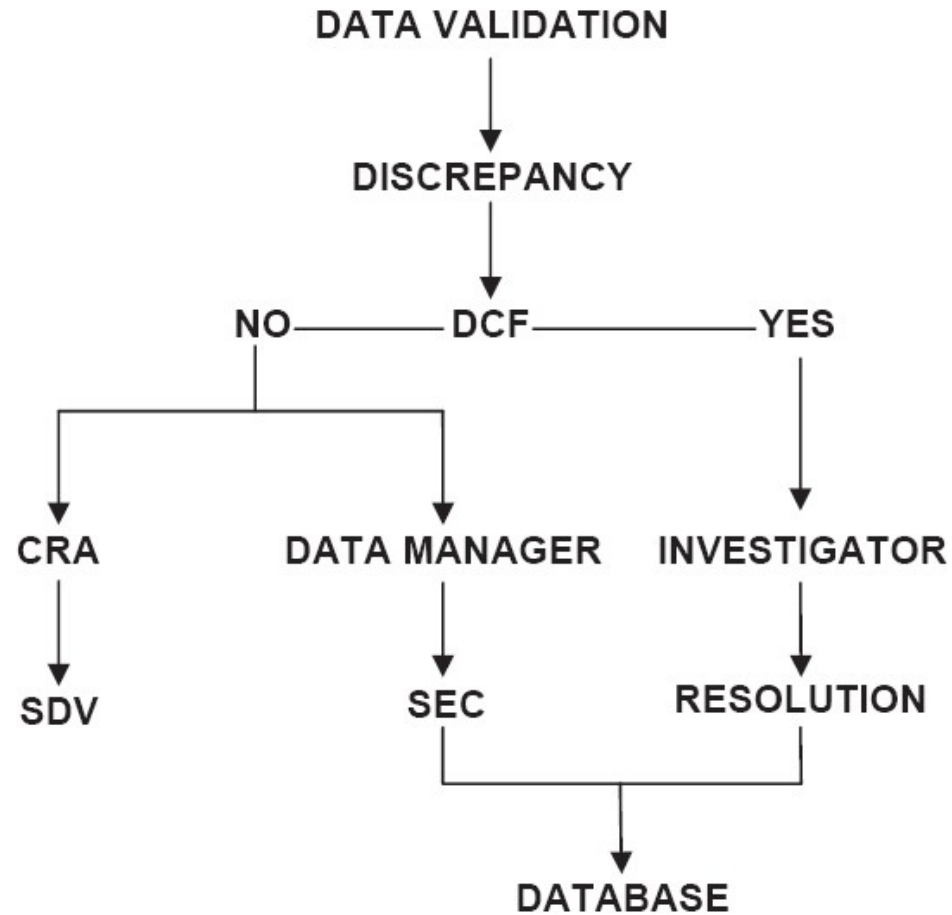 DATA VALIDATION
DISCREPANCY
NO DCF YES
CRA DATA MANAGER INVESTIGATOR
SDV SEC RESOLUTION
DATABASE